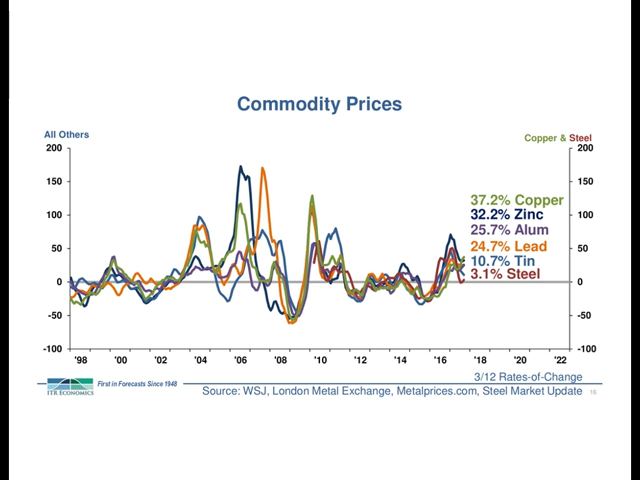 Commodity Prices
All Others
Copper & Steel
200
200
150
150
100
100
50
50
0
0
-50
-50
-100
-100
37.2% Copper
32.2% Zinc
25.7% Alum
24.7% Lead
10.7% Tin
3.1% Steel
'98 '00 '02 '04 '06 '08 '10 '12 '14 '16 '18 '20 '22
3/12 Rates-of-Change
ITR ECONOMICS
First in Forecasts Since 1948
Source: WSJ, London Metal Exchange, Metalprices.com, Steel Market Update
16